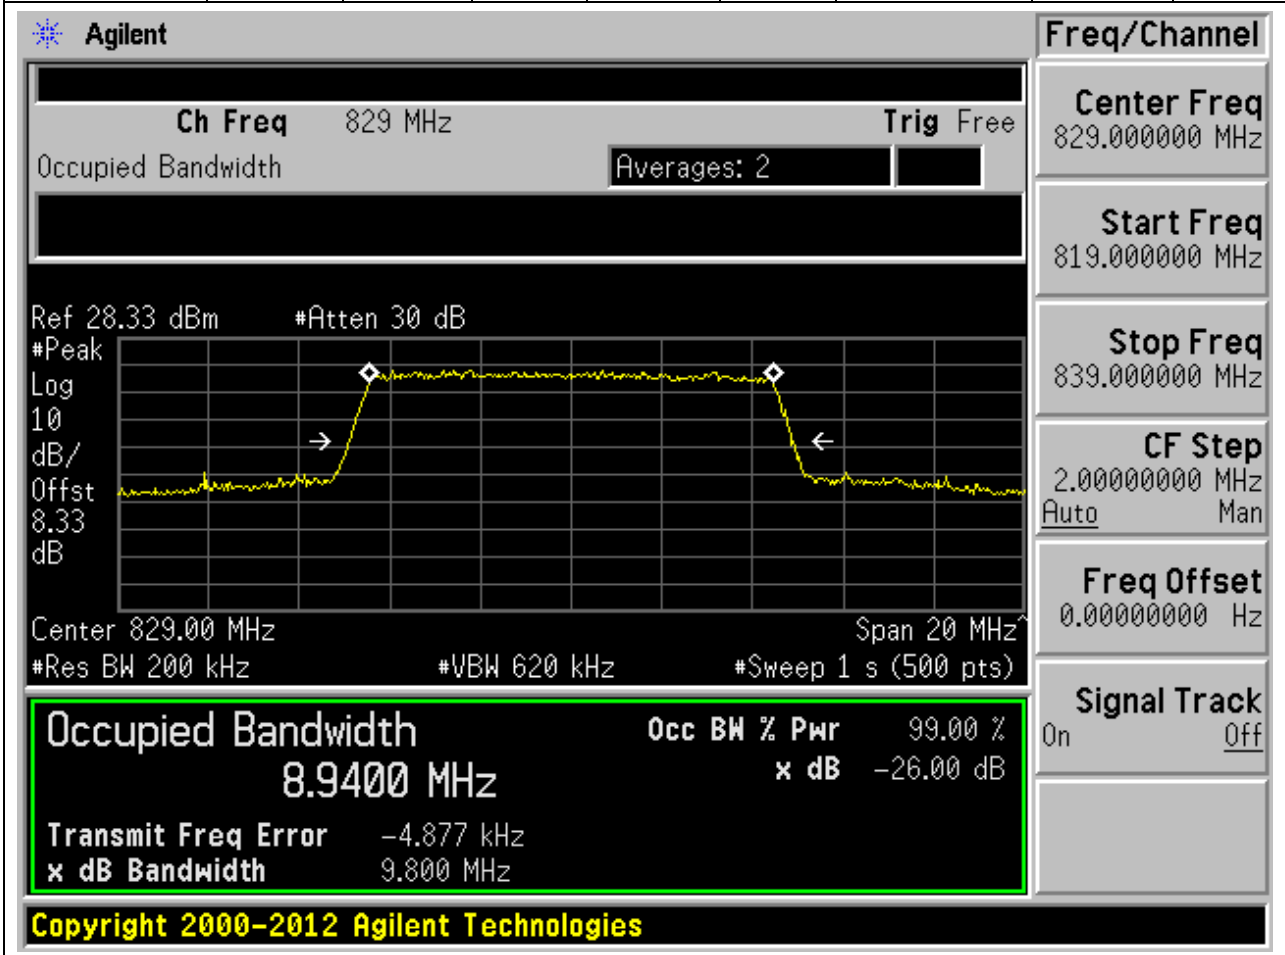 Agilent
Freq/Channel
Ch Freq 829 MHz Trig Free
Occupied Bandwidth Averages: 2
Center Freq
829.000000 MHz
Start Freq
819.000000 MHz
Stop Freq
839.000000 MHz
CF Step
2.00000000 MHz
Auto Man
Freq Offset
0.00000000 Hz
Signal Track
On Off
Ref 28.33 dBm #Atten 30 dB
#Peak
Log
10
dB/
Offst
8.33
dB
Center 829.00 MHz Span 20 MHz^
#Res BW 200 kHz #VBW 620 kHz #Sweep 1 s (500 pts)
Occupied Bandwidth Occ BW % Pwr 99.00 %
8.9400 MHz x dB -26.00 dB
Transmit Freq Error -4.877 kHz
x dB Bandwidth 9.800 MHz
Copyright 2000-2012 Agilent Technologies